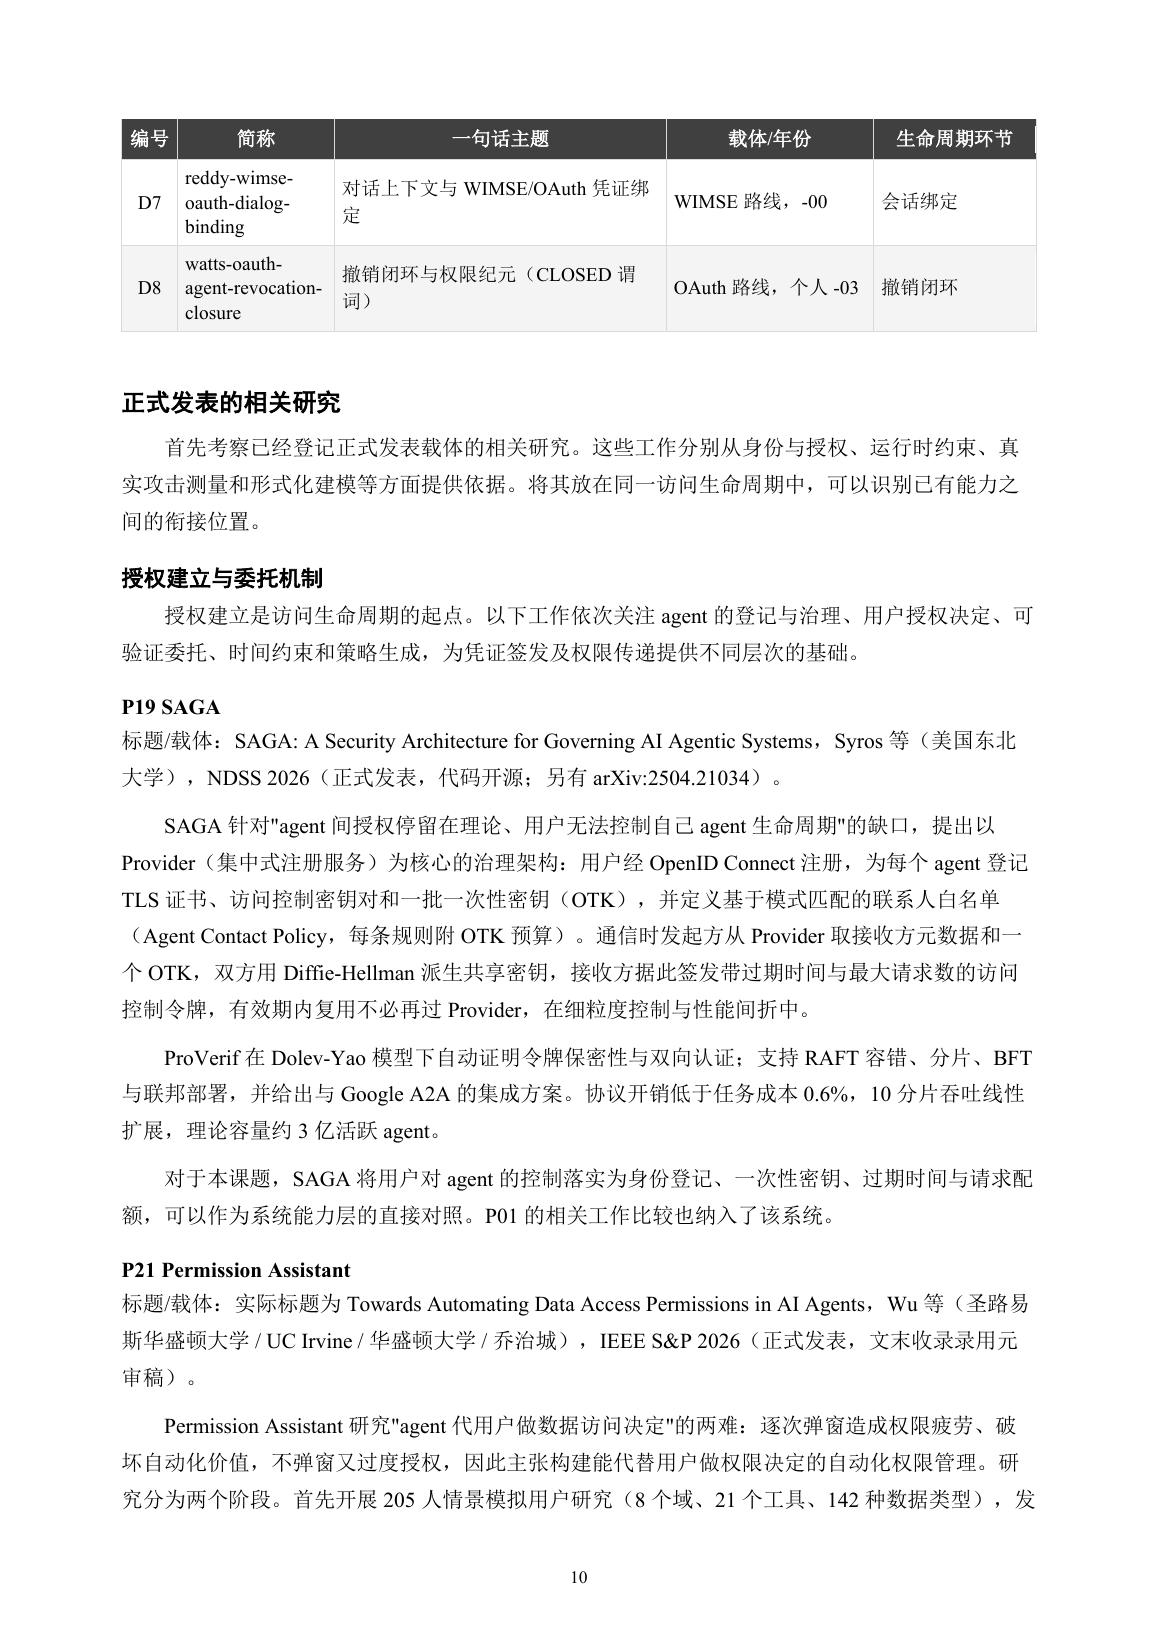 编号 简称 一句话主题 载体/年份 生命周期环节
D7 reddy-wimse-oauth-dialog-binding 对话上下文与 WIMSE/OAuth 凭证绑定 WIMSE 路线，-00 会话绑定
D8 watts-oauth-agent-revocation-closure 撤销闭环与权限纪元（CLOSED 谓词） OAuth 路线，个人 -03 撤销闭环
正式发表的相关研究
首先考察已经登记正式发表载体的相关研究。这些工作分别从身份与授权、运行时约束、真
实攻击测量和形式化建模等方面提供依据。将其放在同一访问生命周期中，可以识别已有能力之
间的衔接位置。
授权建立与委托机制
授权建立是访问生命周期的起点。以下工作依次关注 agent 的登记与治理、用户授权决定、可
验证委托、时间约束和策略生成，为凭证签发及权限传递提供不同层次的基础。
P19 SAGA
标题/载体：SAGA: A Security Architecture for Governing AI Agentic Systems，Syros 等（美国东北
大学），NDSS 2026（正式发表，代码开源；另有 arXiv:2504.21034）。
SAGA 针对"agent 间授权停留在理论、用户无法控制自己 agent 生命周期"的缺口，提出以
Provider（集中式注册服务）为核心的治理架构：用户经 OpenID Connect 注册，为每个 agent 登记
TLS 证书、访问控制密钥对和一批一次性密钥（OTK），并定义基于模式匹配的联系人白名单
（Agent Contact Policy，每条规则附 OTK 预算）。通信时发起方从 Provider 取接收方元数据和一
个 OTK，双方用 Diffie-Hellman 派生共享密钥，接收方据此签发带过期时间与最大请求数的访问
控制令牌，有效期内复用不必再过 Provider，在细粒度控制与性能间折中。
ProVerif 在 Dolev-Yao 模型下自动证明令牌保密性与双向认证；支持 RAFT 容错、分片、BFT
与联邦部署，并给出与 Google A2A 的集成方案。协议开销低于任务成本 0.6%，10 分片吞吐线性
扩展，理论容量约 3 亿活跃 agent。
对于本课题，SAGA 将用户对 agent 的控制落实为身份登记、一次性密钥、过期时间与请求配
额，可以作为系统能力层的直接对照。P01 的相关工作比较也纳入了该系统。
P21 Permission Assistant
标题/载体：实际标题为 Towards Automating Data Access Permissions in AI Agents，Wu 等（圣路易
斯华盛顿大学 / UC Irvine / 华盛顿大学 / 乔治城），IEEE S&P 2026（正式发表，文末收录录用元
审稿）。
Permission Assistant 研究"agent 代用户做数据访问决定"的两难：逐次弹窗造成权限疲劳、破
坏自动化价值，不弹窗又过度授权，因此主张构建能代替用户做权限决定的自动化权限管理。研
究分为两个阶段。首先开展 205 人情景模拟用户研究（8 个域、21 个工具、142 种数据类型），发
10